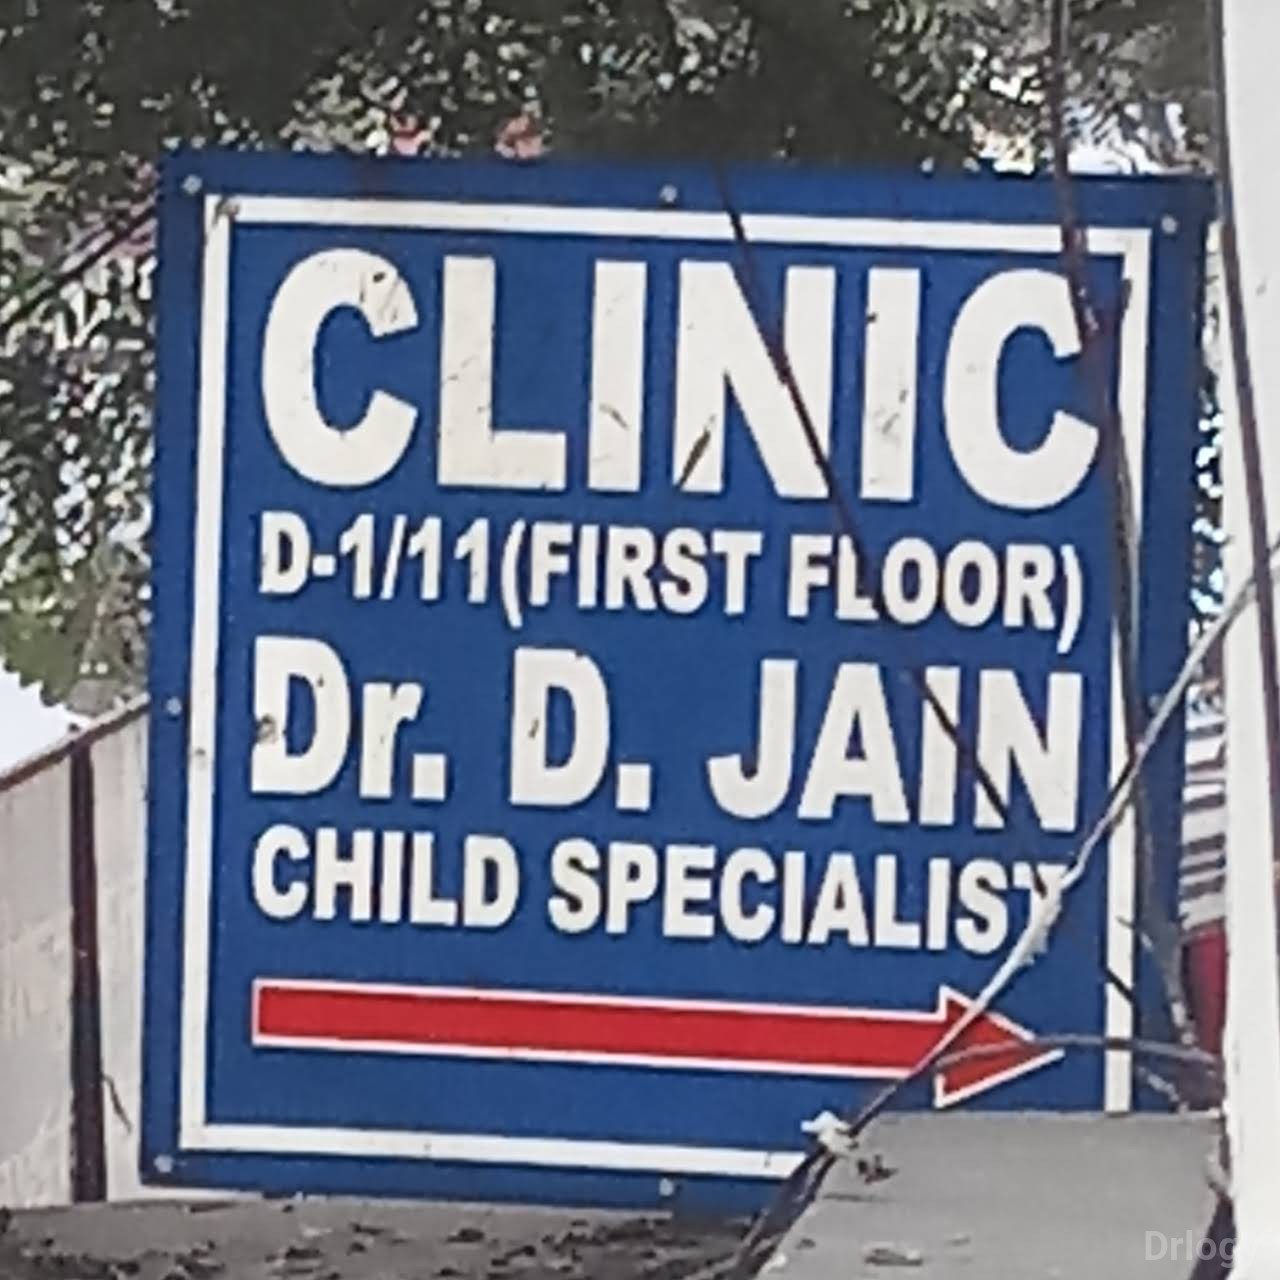 CLINIC
D-1/11(FIRST FLOOR)
Dr. D. JAIN
CHILD SPECIALIST